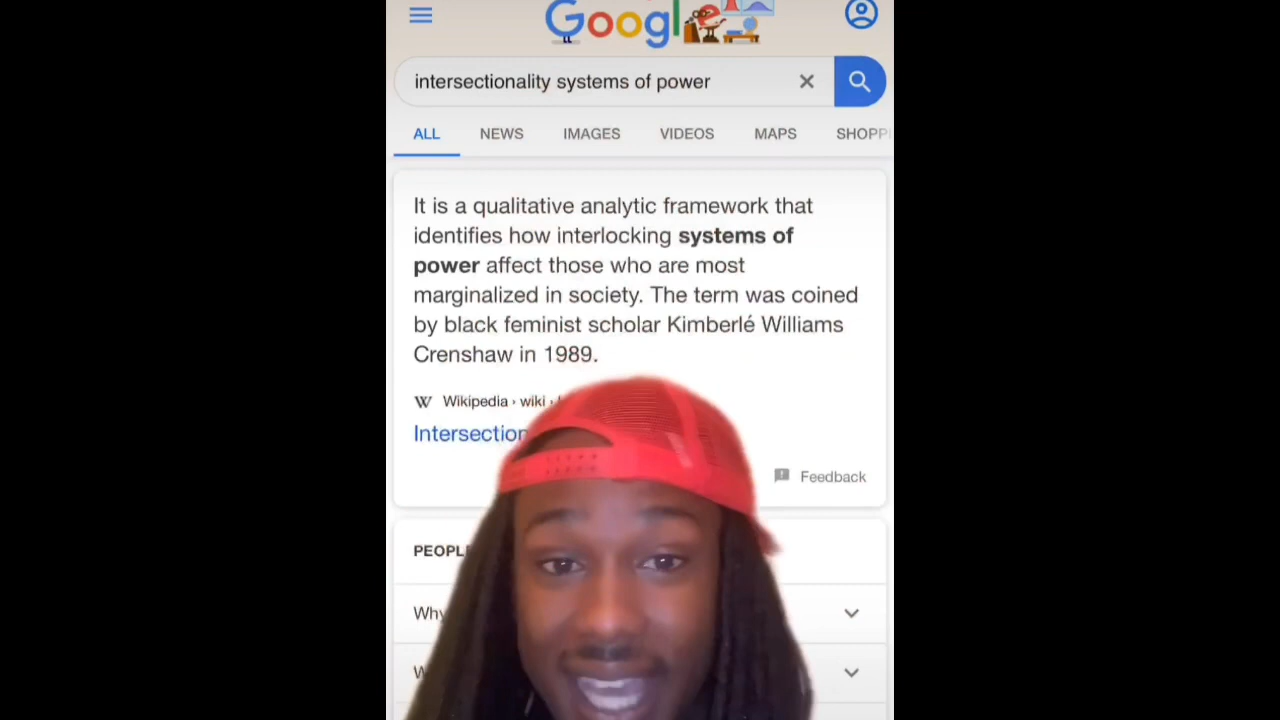 Googl
intersectionality systems of power
ALL NEWS IMAGES VIDEOS MAPS SHOPP
It is a qualitative analytic framework that
identifies how interlocking systems of
power affect those who are most
marginalized in society. The term was coined
by black feminist scholar Kimberlé Williams
Crenshaw in 1989.
W Wikipedia › wiki ›
Intersection
Feedback
PEOPL
Why